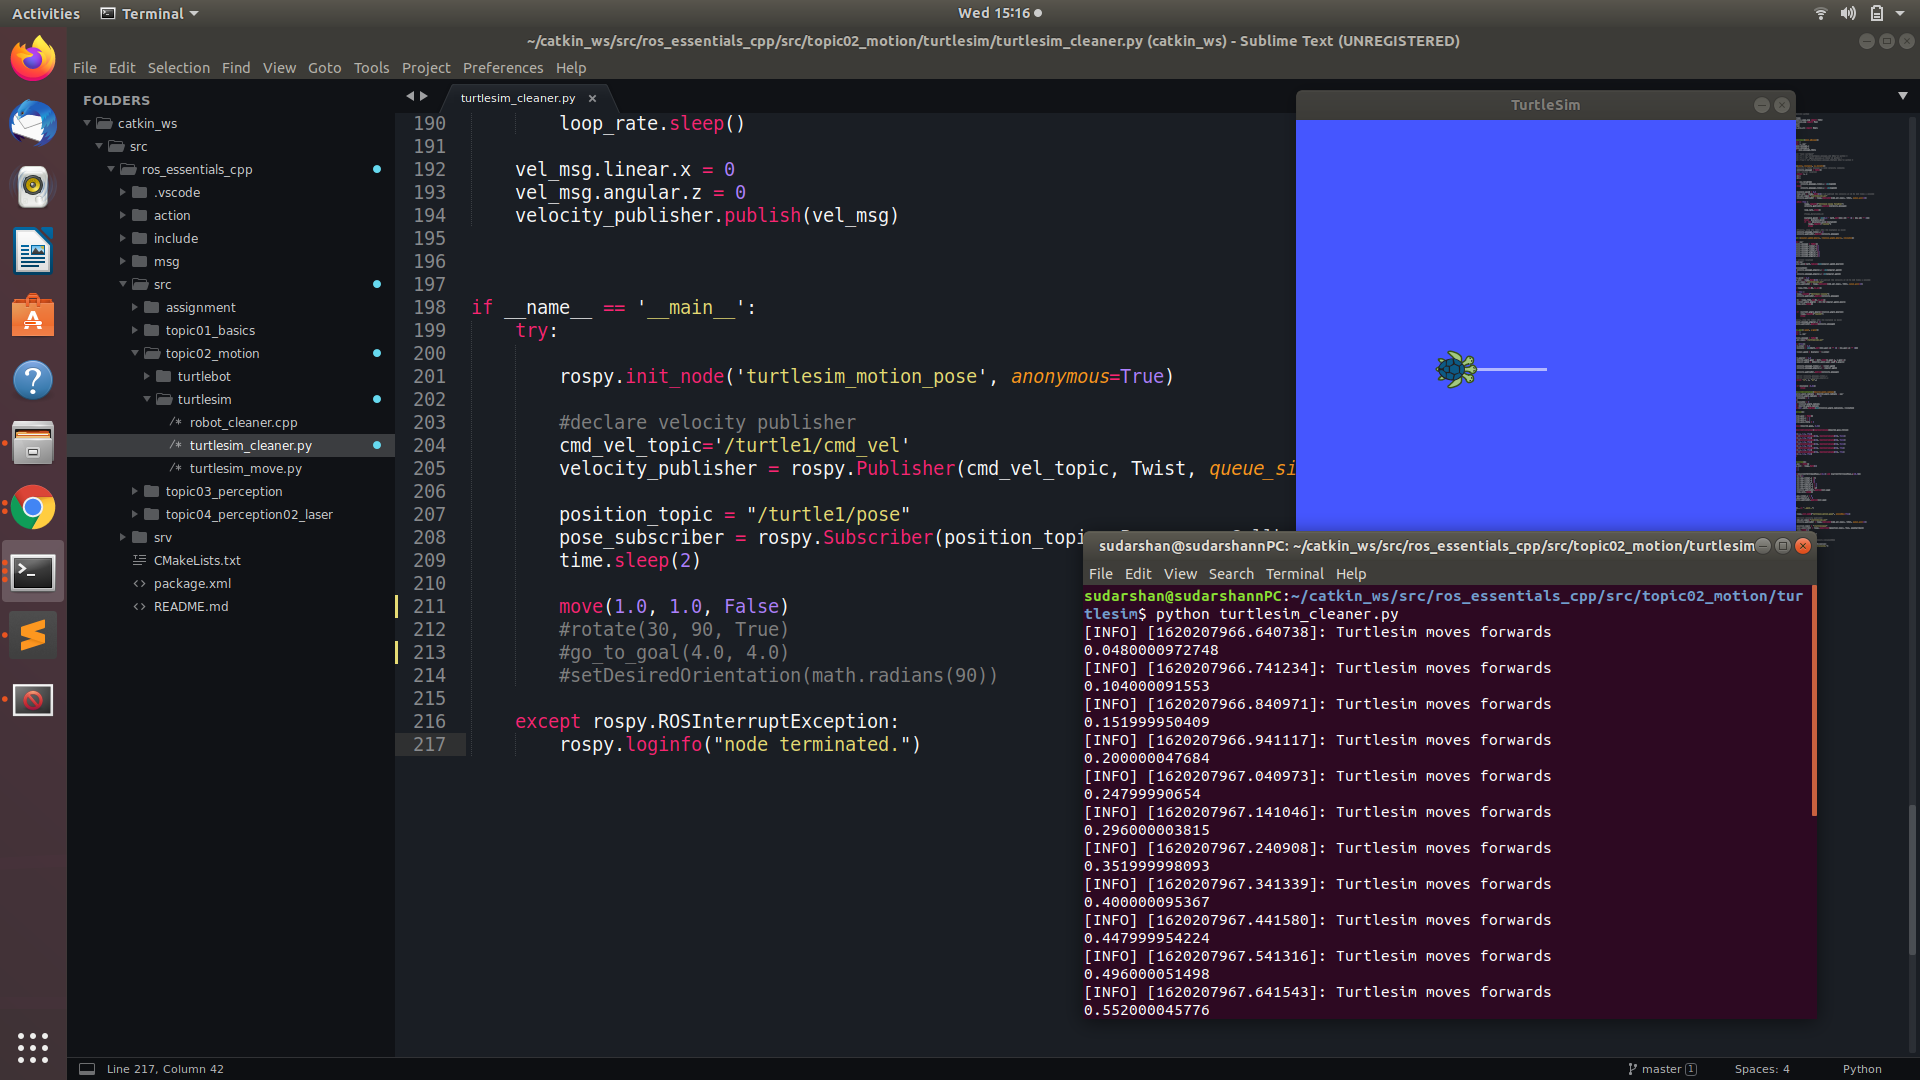 Activities
Terminal
Wed 15:16
~/catkin_ws/src/ros_essentials_cpp/src/topic02_motion/turtlesim/turtlesim_cleaner.py (catkin_ws) - Sublime Text (UNREGISTERED)
File Edit Selection Find View Goto Tools Project Preferences Help
FOLDERS
catkin_ws
src
ros_essentials_cpp
.vscode
action
include
msg
src
assignment
topic01_basics
topic02_motion
turtlebot
turtlesim
/* robot_cleaner.cpp
/* turtlesim_cleaner.py
/* turtlesim_move.py
topic03_perception
topic04_perception02_laser
srv
CMakeLists.txt
<> package.xml
<> README.md
turtlesim_cleaner.py
190 loop_rate.sleep()
191
192 vel_msg.linear.x = 0
193 vel_msg.angular.z = 0
194 velocity_publisher.publish(vel_msg)
195
196
197
198 if __name__ == '__main__':
199 try:
200
201 rospy.init_node('turtlesim_motion_pose', anonymous=True)
202
203 #declare velocity publisher
204 cmd_vel_topic='/turtle1/cmd_vel'
205 velocity_publisher = rospy.Publisher(cmd_vel_topic, Twist, queue_si
206
207 position_topic = "/turtle1/pose"
208 pose_subscriber = rospy.Subscriber(position_topi
209 time.sleep(2)
210
211 move(1.0, 1.0, False)
212 #rotate(30, 90, True)
213 #go_to_goal(4.0, 4.0)
214 #setDesiredOrientation(math.radians(90))
215
216 except rospy.ROSInterruptException:
217 rospy.loginfo("node terminated.")
TurtleSim
sudarshan@sudarshannPC: ~/catkin_ws/src/ros_essentials_cpp/src/topic02_motion/turtlesim
File Edit View Search Terminal Help
sudarshan@sudarshannPC:~/catkin_ws/src/ros_essentials_cpp/src/topic02_motion/tur
tlesim$ python turtlesim_cleaner.py
[INFO] [1620207966.640738]: Turtlesim moves forwards
0.0480000972748
[INFO] [1620207966.741234]: Turtlesim moves forwards
0.104000091553
[INFO] [1620207966.840971]: Turtlesim moves forwards
0.151999950409
[INFO] [1620207966.941117]: Turtlesim moves forwards
0.200000047684
[INFO] [1620207967.040973]: Turtlesim moves forwards
0.24799990654
[INFO] [1620207967.141046]: Turtlesim moves forwards
0.296000003815
[INFO] [1620207967.240908]: Turtlesim moves forwards
0.351999998093
[INFO] [1620207967.341339]: Turtlesim moves forwards
0.400000095367
[INFO] [1620207967.441580]: Turtlesim moves forwards
0.447999954224
[INFO] [1620207967.541316]: Turtlesim moves forwards
0.496000051498
[INFO] [1620207967.641543]: Turtlesim moves forwards
0.552000045776
Line 217, Column 42
master 1
Spaces: 4
Python